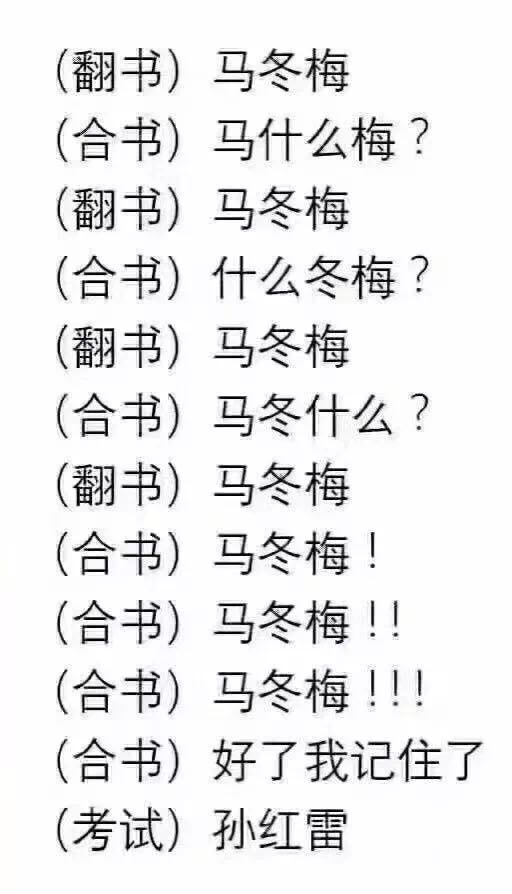 （翻书）马冬梅
（合书）马什么梅？
（翻书）马冬梅
（合书）什么冬梅？
（翻书）马冬梅
（合书）马冬什么？
（翻书）马冬梅
（合书）马冬梅！
（合书）马冬梅！！
（合书）马冬梅！！！
（合书）好了我记住了
（考试）孙红雷